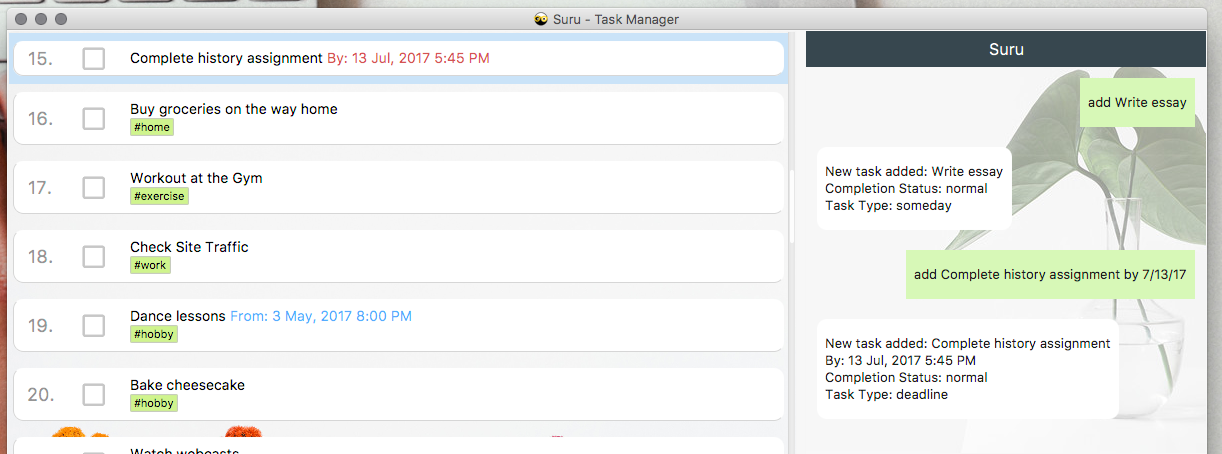 Suru - Task Manager
15. Complete history assignment By: 13 Jul, 2017 5:45 PM
16. Buy groceries on the way home
#home
17. Workout at the Gym
#exercise
18. Check Site Traffic
#work
19. Dance lessons From: 3 May, 2017 8:00 PM
#hobby
20. Bake cheesecake
#hobby
Watch webcasts
Suru
add Write essay
New task added: Write essay
Completion Status: normal
Task Type: someday
add Complete history assignment by 7/13/17
New task added: Complete history assignment
By: 13 Jul, 2017 5:45 PM
Completion Status: normal
Task Type: deadline